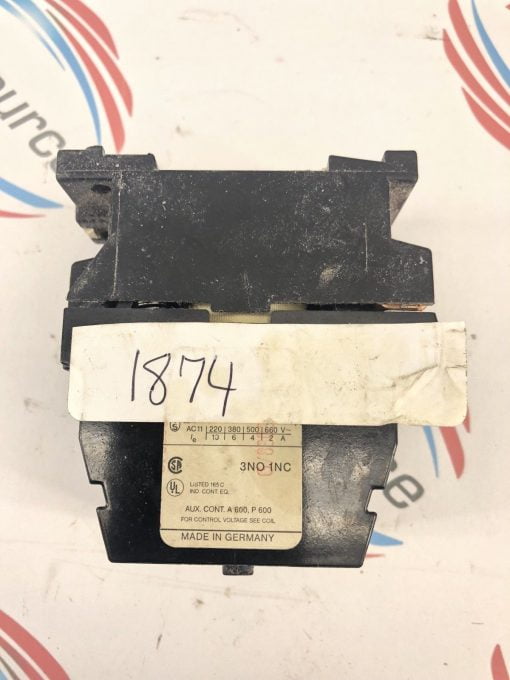 1874
AC11 220 380 500 660 V~
Ie 10 6 4 2 A
3NO 1NC
LISTED 165 C
IND. CONT. EQ.
AUX. CONT. A 600, P 600
FOR CONTROL VOLTAGE SEE COIL
MADE IN GERMANY